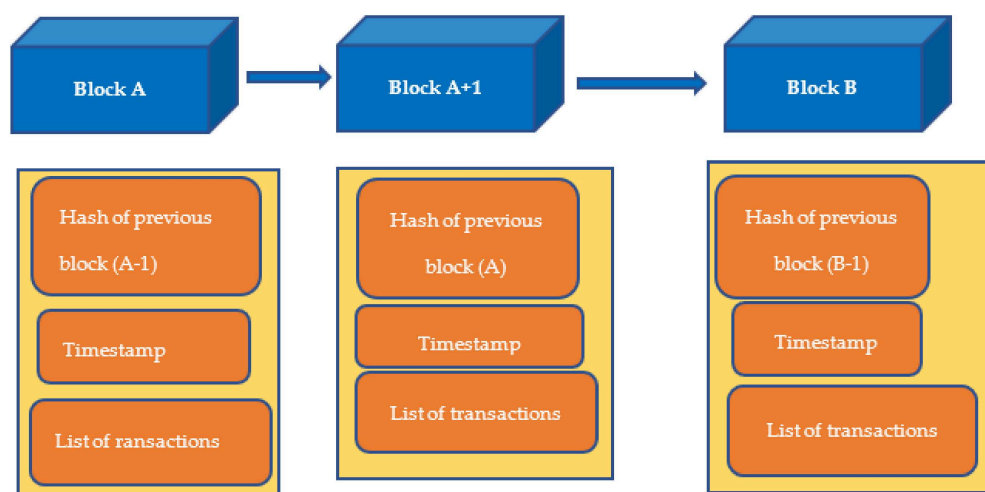 Block A
Block A+1
Block B
Hash of previous
block (A-1)
Timestamp
List of ransactions
Hash of previous
block (A)
Timestamp
List of transactions
Hash of previous
block (B-1)
Timestamp
List of transactions